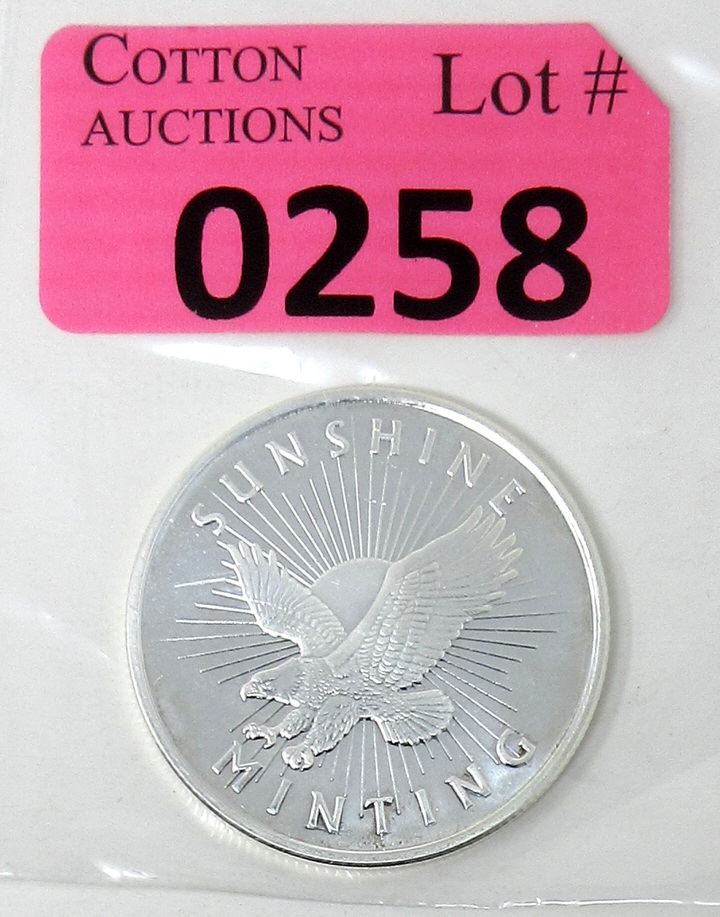 COTTON
AUCTIONS
Lot #
0258
SUNSHINE
MINTING